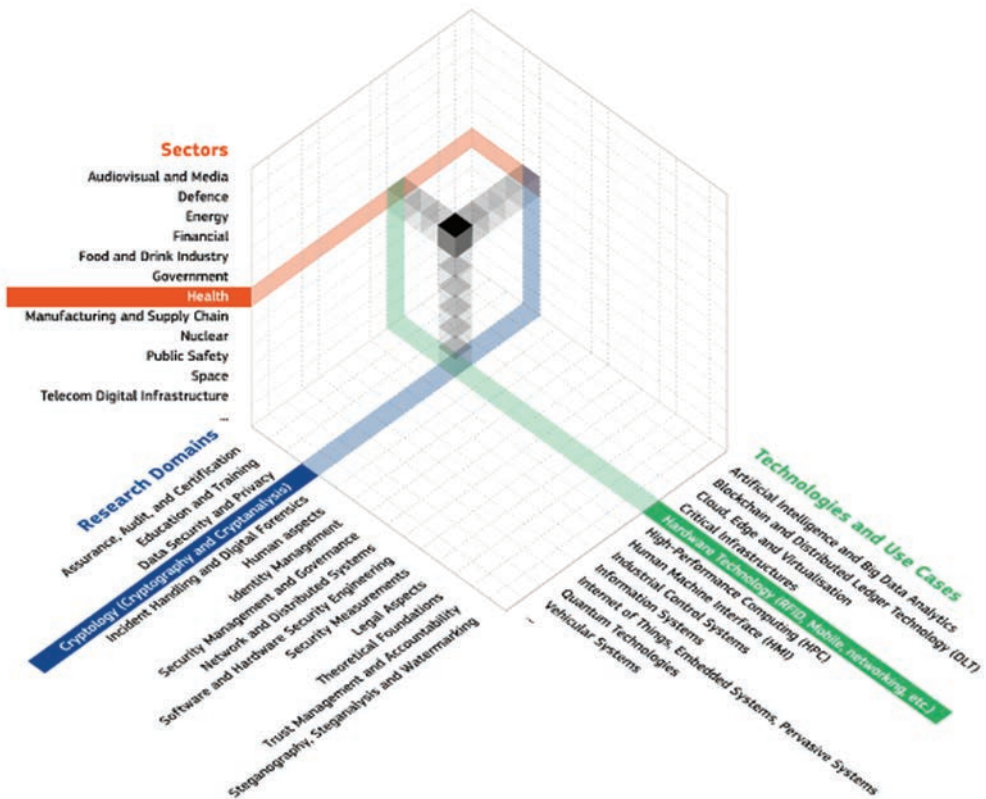 Sectors
Audiovisual and Media
Defence
Energy
Financial
Food and Drink Industry
Government
Health
Manufacturing and Supply Chain
Nuclear
Public Safety
Space
Telecom Digital Infrastructure
...
Research Domains
Assurance, Audit, and Certification
Education and Training
Data Security and Privacy
Cryptology (Cryptography and Cryptanalysis)
Incident Handling and Digital Forensics
Human aspects
Identity Management
Security Management and Governance
Network and Distributed Systems
Software and Hardware Security Engineering
Security Measurements
Legal Aspects
Theoretical Foundations
Trust Management and Accountability
Steganography, Steganalysis and Watermarking
Technologies and Use Cases
Artificial Intelligence and Big Data Analytics
Blockchain and Distributed Ledger Technology (DLT)
Cloud, Edge and Virtualisation
Critical Infrastructures
Hardware Technology (RFID, Mobile, networking, etc.)
High-Performance Computing (HPC)
Human Machine Interface (HMI)
Industrial Control Systems
Information Systems
Internet of Things, Embedded Systems, Pervasive Systems
Quantum Technologies
Vehicular Systems
...